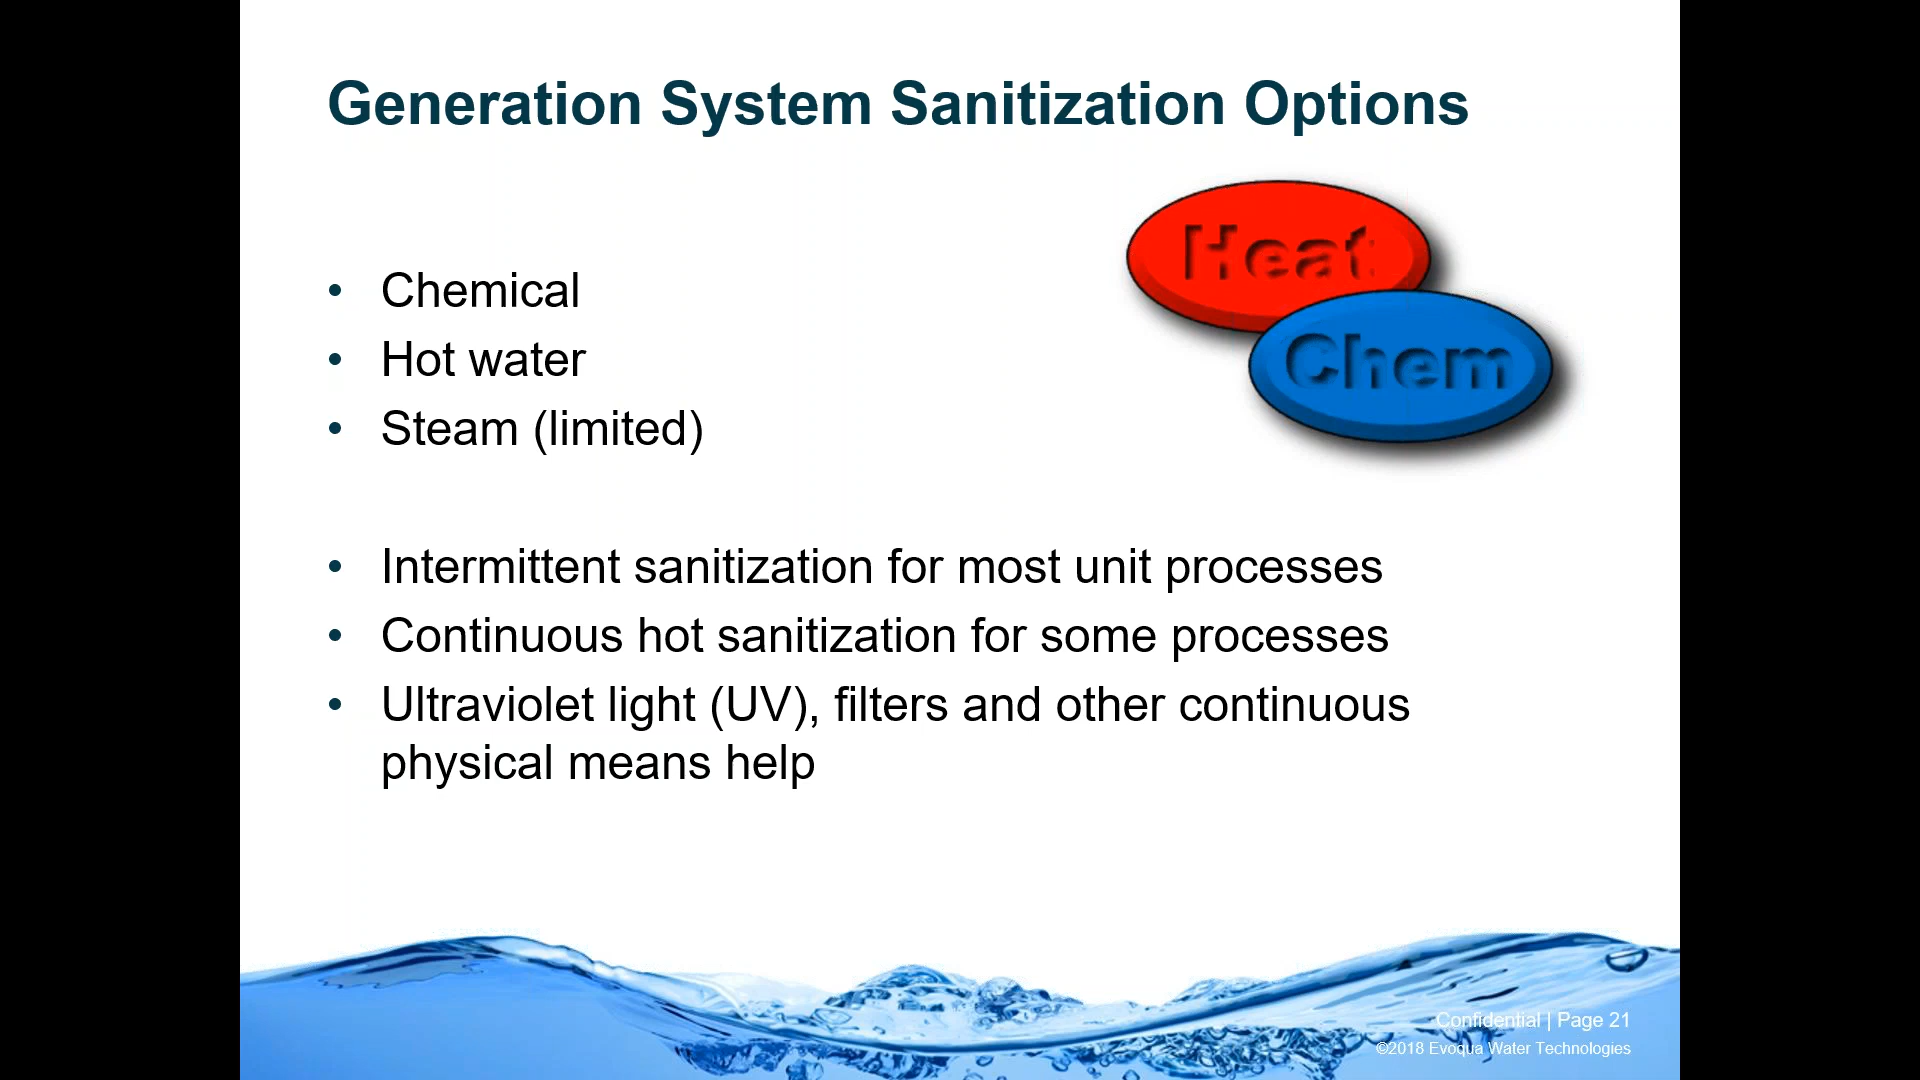 Generation System Sanitization Options
Heat
Chem
• Chemical
• Hot water
• Steam (limited)
• Intermittent sanitization for most unit processes
• Continuous hot sanitization for some processes
• Ultraviolet light (UV), filters and other continuous
physical means help
Confidential | Page 21
©2018 Evoqua Water Technologies